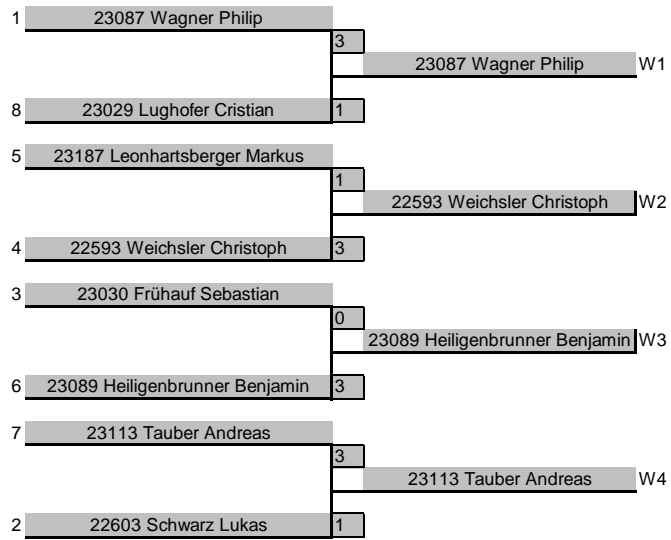 1 23087 Wagner Philip
3
23087 Wagner Philip W1
8 23029 Lughofer Cristian 1
5 23187 Leonhartsberger Markus
1
22593 Weichsler Christoph W2
4 22593 Weichsler Christoph 3
3 23030 Frühauf Sebastian
0
23089 Heiligenbrunner Benjamin W3
6 23089 Heiligenbrunner Benjamin 3
7 23113 Tauber Andreas
3
23113 Tauber Andreas W4
2 22603 Schwarz Lukas 1